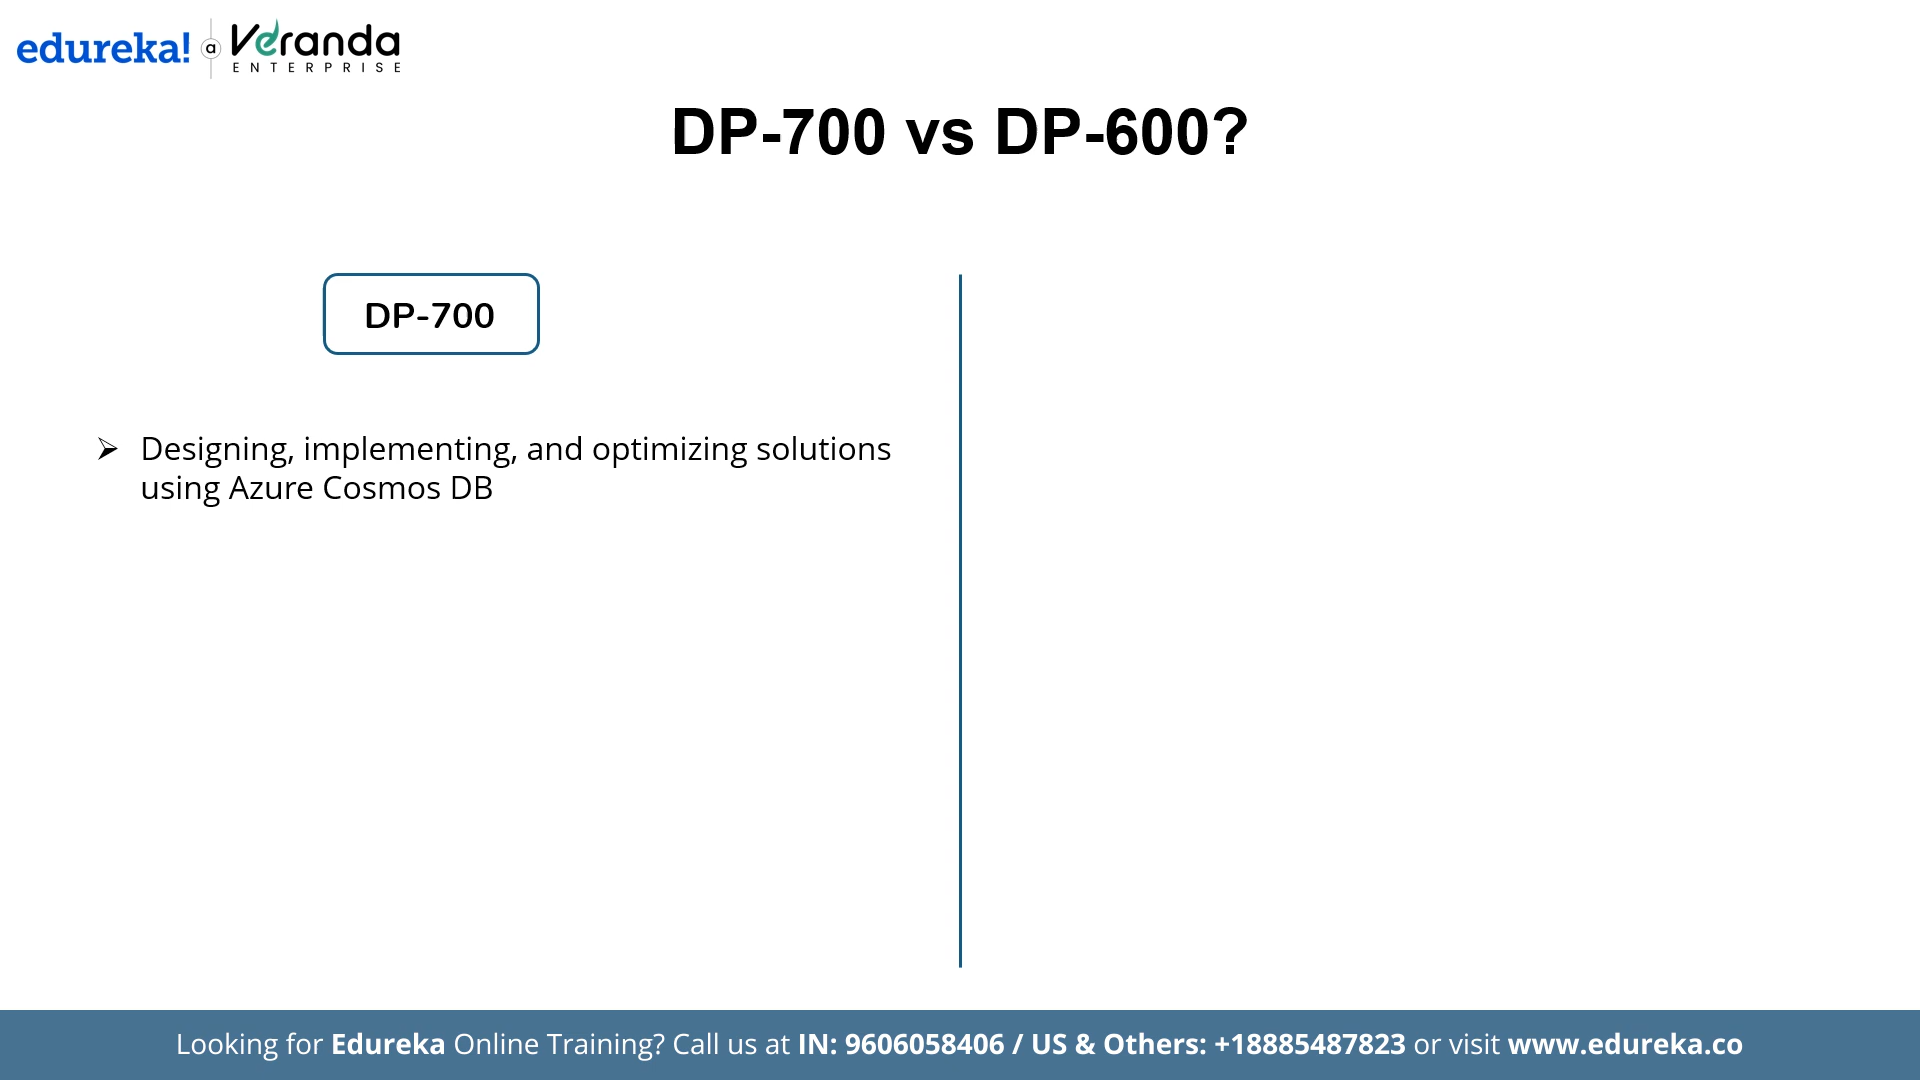 edureka! a Veranda
ENTERPRISE
DP-700 vs DP-600?
DP-700
➢ Designing, implementing, and optimizing solutions
using Azure Cosmos DB
Looking for Edureka Online Training? Call us at IN: 9606058406 / US & Others: +18885487823 or visit www.edureka.co